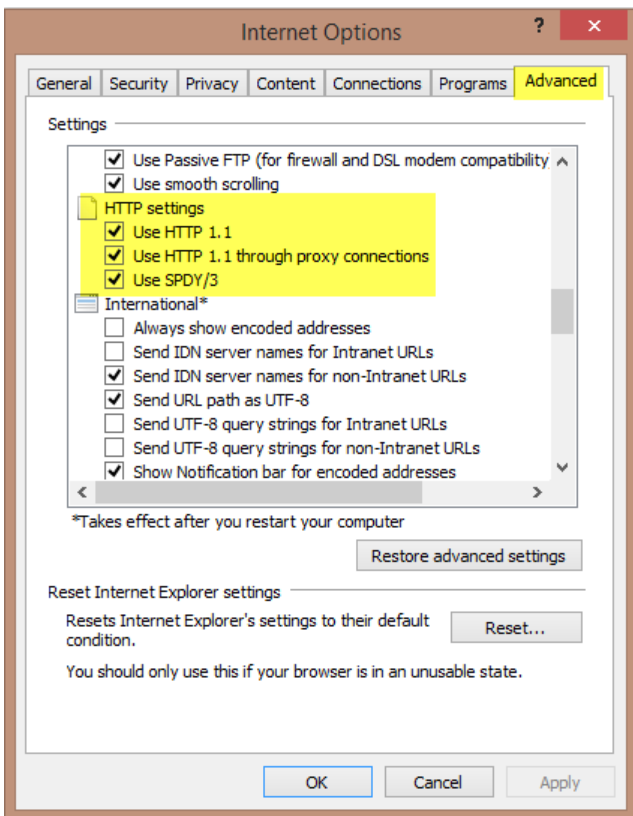 Internet Options
?
×
General Security Privacy Content Connections Programs Advanced
Settings
Use Passive FTP (for firewall and DSL modem compatibility)
Use smooth scrolling
HTTP settings
Use HTTP 1.1
Use HTTP 1.1 through proxy connections
Use SPDY/3
International*
Always show encoded addresses
Send IDN server names for Intranet URLs
Send IDN server names for non-Intranet URLs
Send URL path as UTF-8
Send UTF-8 query strings for Intranet URLs
Send UTF-8 query strings for non-Intranet URLs
Show Notification bar for encoded addresses
*Takes effect after you restart your computer
Restore advanced settings
Reset Internet Explorer settings
Resets Internet Explorer's settings to their default
condition.
Reset...
You should only use this if your browser is in an unusable state.
OK Cancel Apply